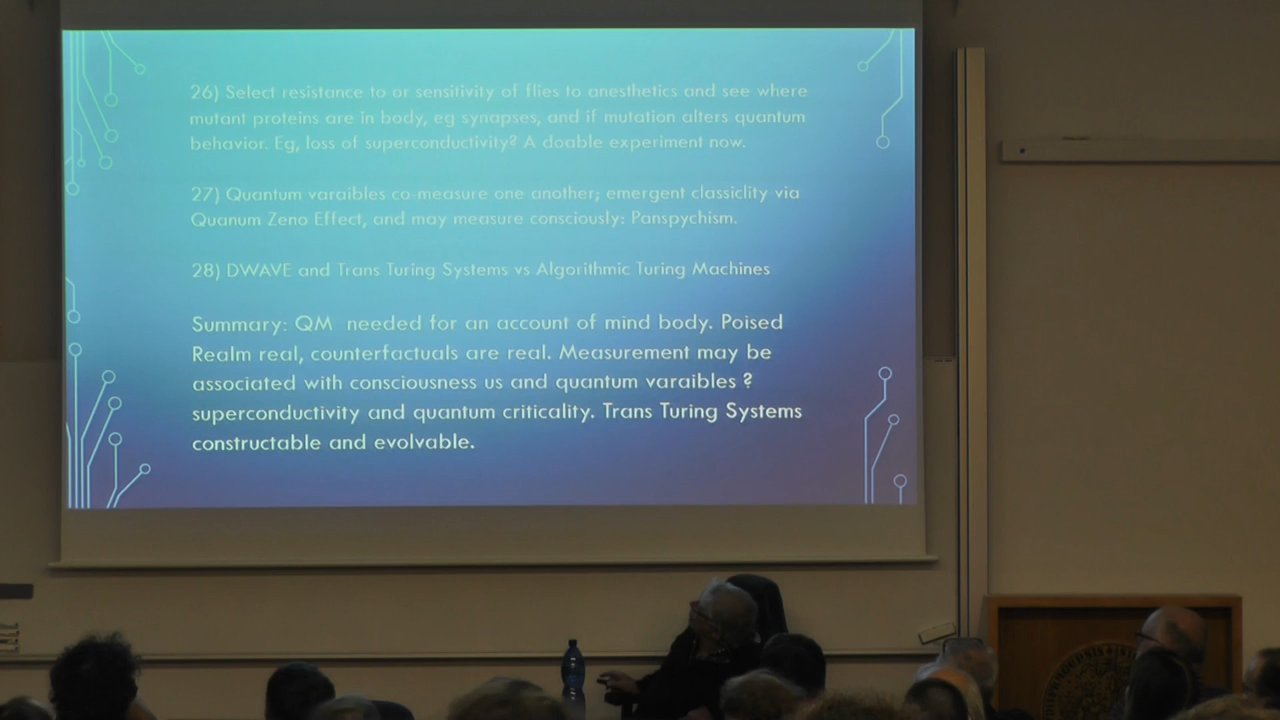 26) Select resistance to or sensitivity of flies to anesthetics and see where
mutant proteins are in body, eg synapses, and if mutation alters quantum
behavior. Eg, loss of superconductivity? A doable experiment now.
27) Quantum varaibles co-measure one another; emergent classiclity via
Quanum Zeno Effect, and may measure consciously: Panspychism.
28) DWAVE and Trans Turing Systems vs Algorithmic Turing Machines
Summary: QM needed for an account of mind body. Poised
Realm real, counterfactuals are real. Measurement may be
associated with consciousness us and quantum varaibles ?
superconductivity and quantum criticality. Trans Turing Systems
constructable and evolvable.